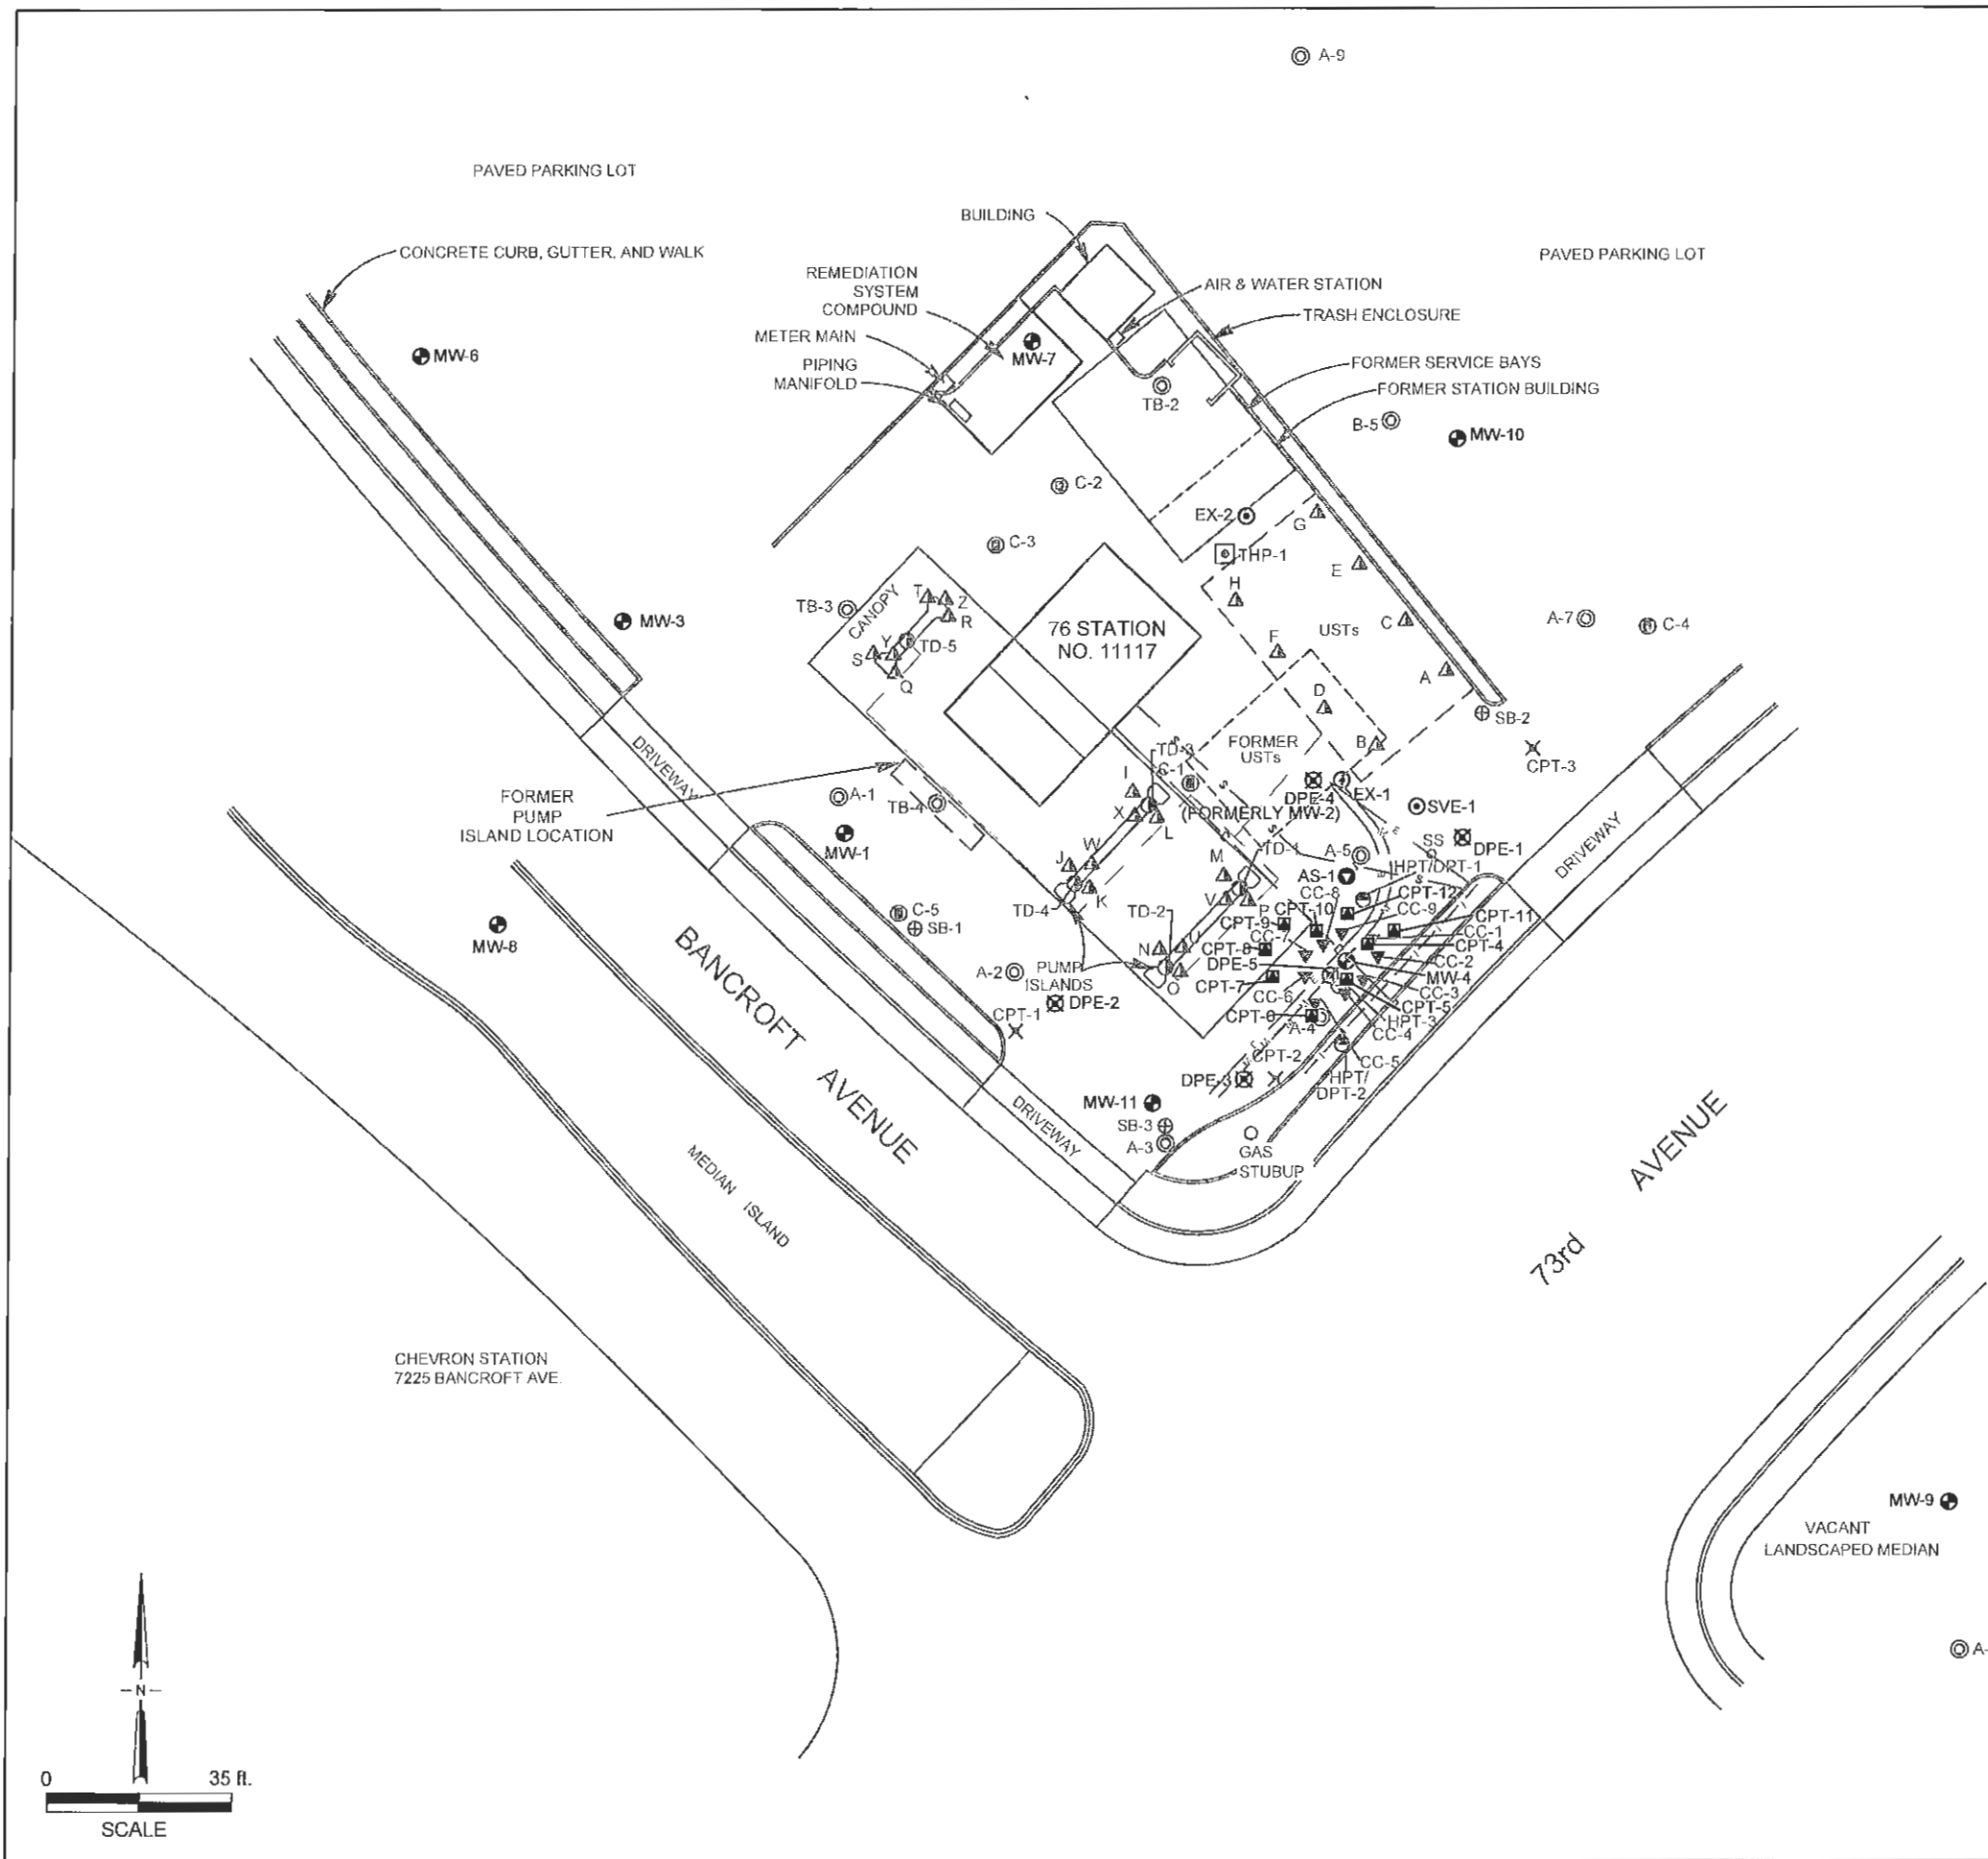 A-9
PAVED PARKING LOT
BUILDING
CONCRETE CURB, GUTTER, AND WALK
PAVED PARKING LOT
REMEDIATION
SYSTEM
COMPOUND
AIR & WATER STATION
TRASH ENCLOSURE
METER MAIN
MW-6
MW-7
PIPING
MANIFOLD
FORMER SERVICE BAYS
FORMER STATION BUILDING
TB-2
B-5
MW-10
C-2
EX-2
G
C-3
THP-1
E
H
T
Z
TB-3
CANOPY
R
MW-3
76 STATION
NO. 11117
F
USTs
C
A-7
C-4
Y
TD-5
S
Q
A
D
SB-2
FORMER
USTs
B
TD-3
CPT-3
DRIVEWAY
C-1
I
FORMER
PUMP
ISLAND LOCATION
A-1
TB-4
DPE-4
EX-1
(FORMERLY MW-2)
SVE-1
X
L
MW-1
SS
DPE-1
DRIVEWAY
J
W
M
TD-1
A-5
HPT/DPT-1
AS-1
K
V
P
CC-8
CPT-12
TD-4
TD-2
CPT-10
CC-9
CPT-11
C-5
SB-1
CPT-9
CC-7
CC-1
CPT-4
MW-8
N
U
CPT-8
CC-2
BANCROFT
AVENUE
A-2
PUMP
ISLANDS
O
DPE-5
MW-4
CPT-7
CC-6
CC-3
CPT-5
DPE-2
CPT-1
CPT-6
A-4
HPT-3
CC-4
CPT-2
CC-5
DPE-3
HPT/
DPT-2
MW-11
SB-3
A-3
DRIVEWAY
GAS
STUBUP
MEDIAN ISLAND
73rd
AVENUE
CHEVRON STATION
7225 BANCROFT AVE.
MW-9
VACANT
LANDSCAPED MEDIAN
A-
N
0
35 ft.
SCALE